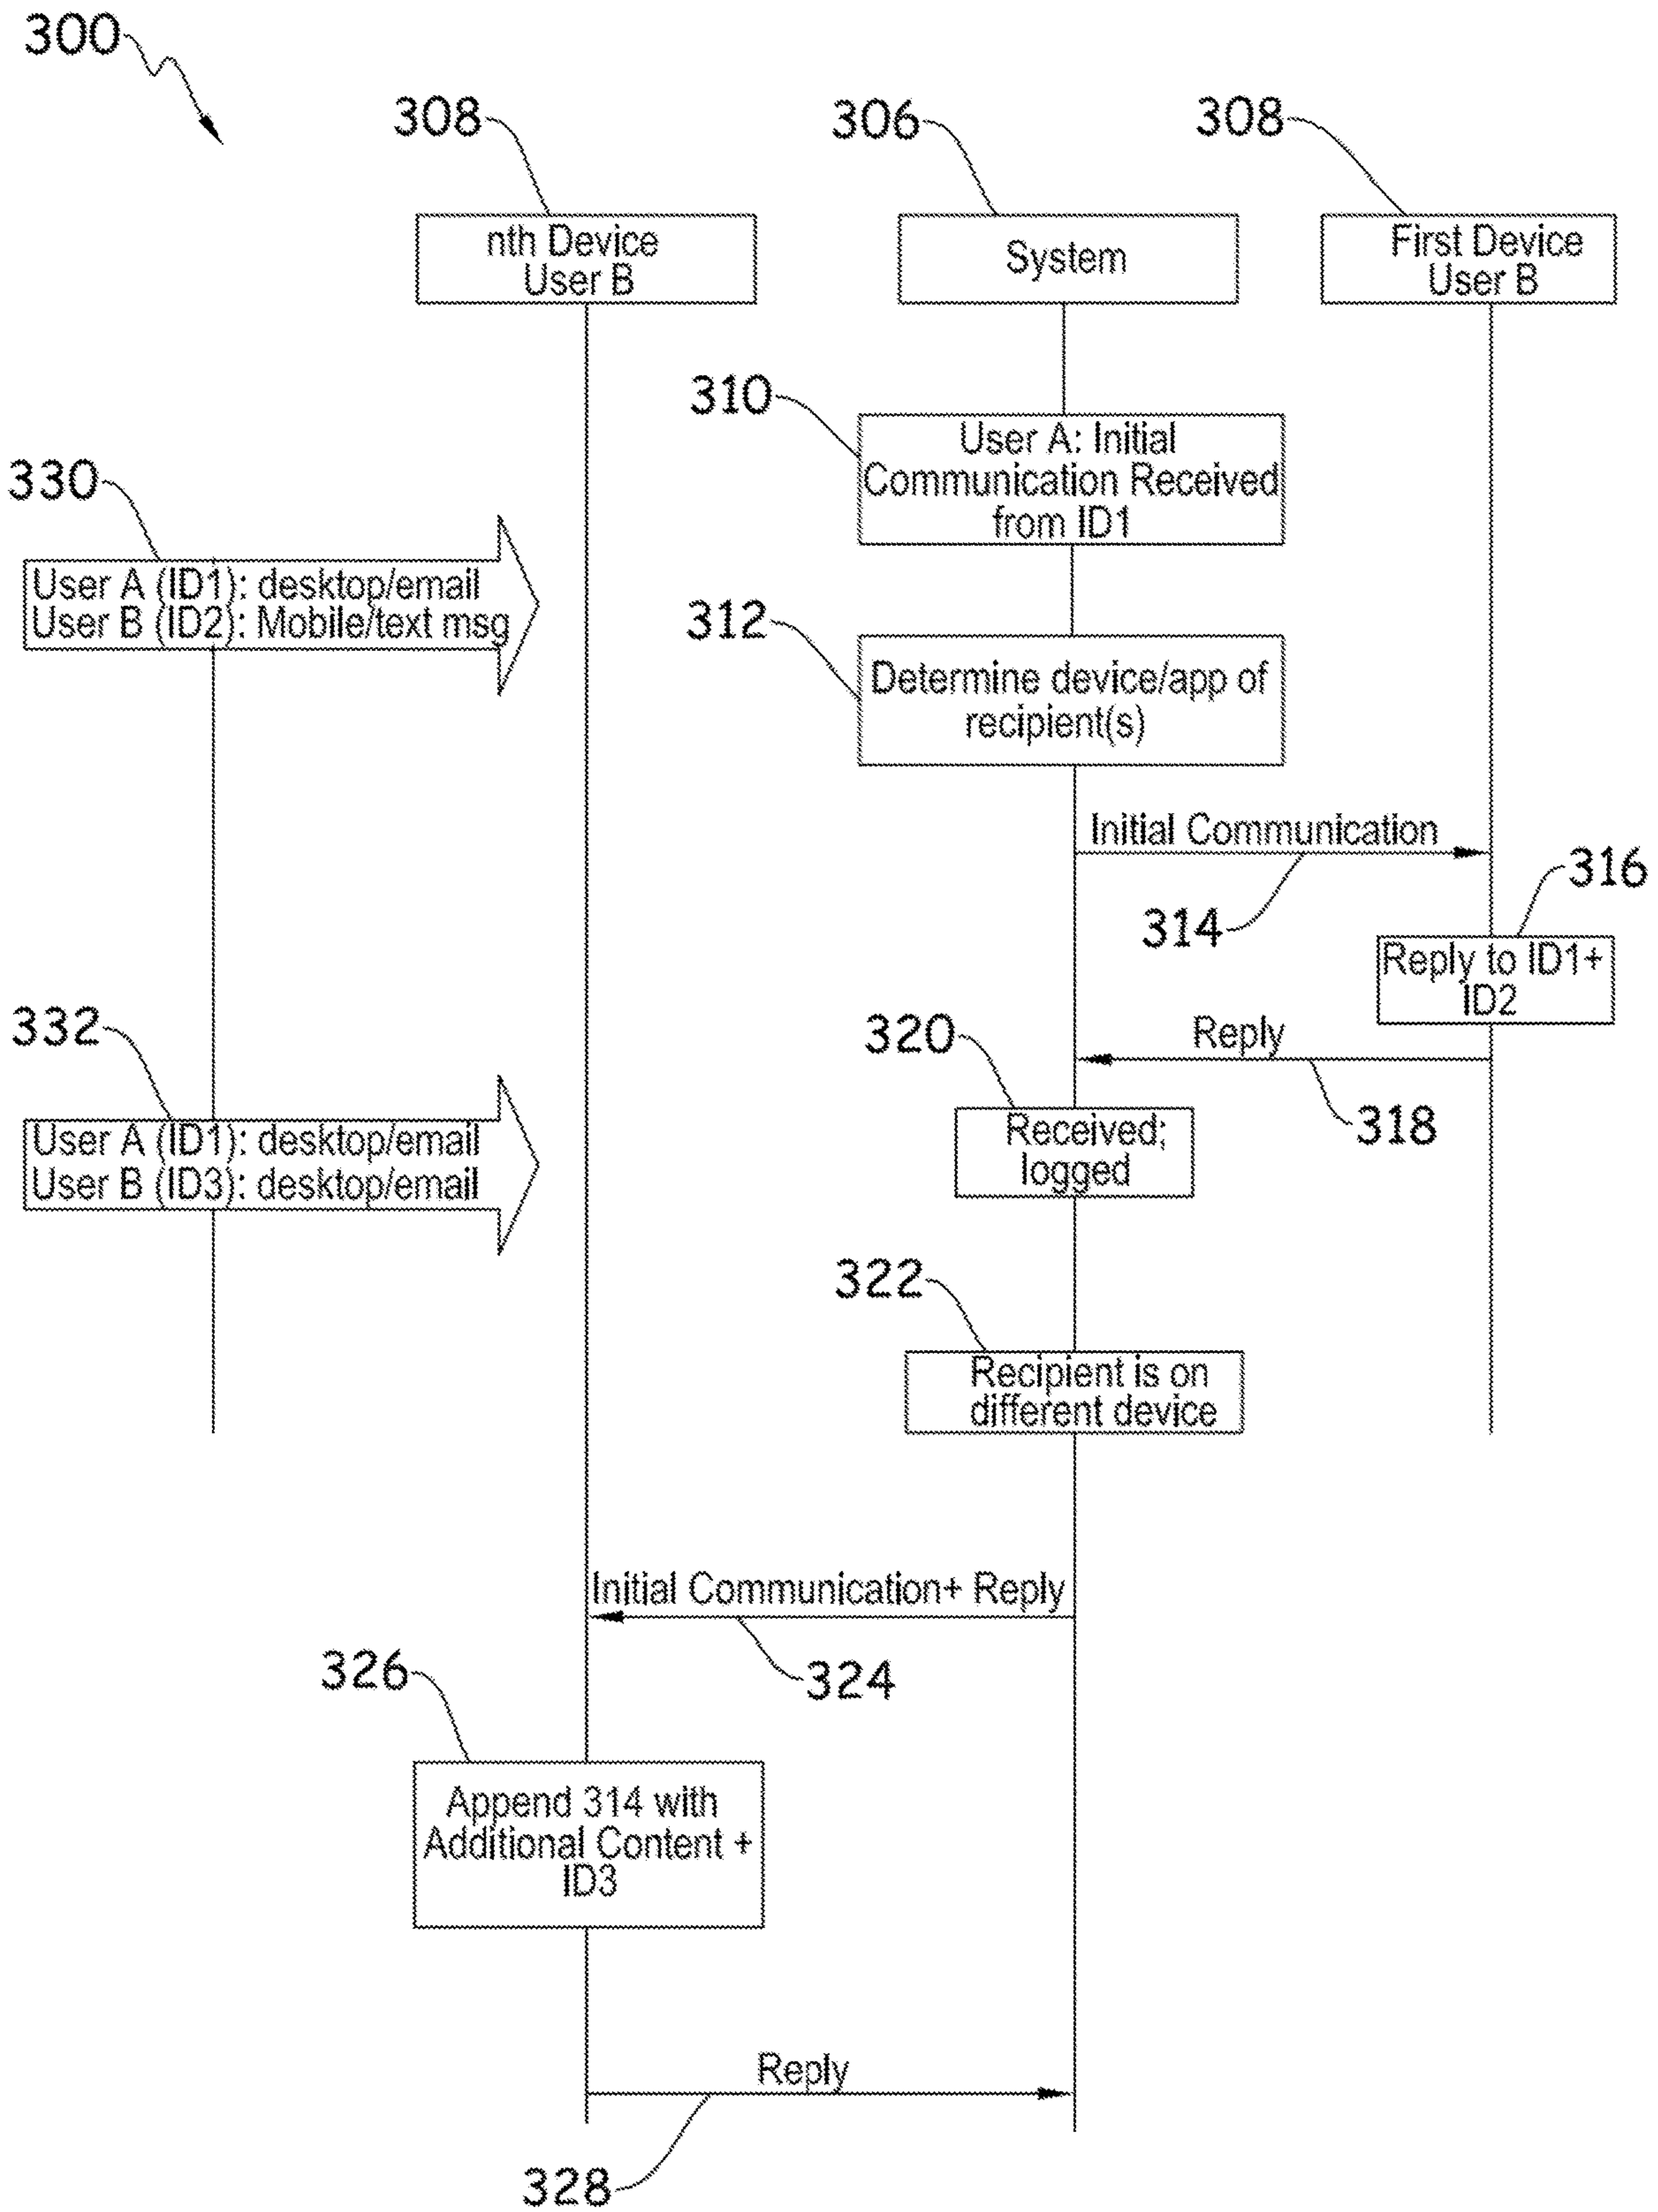 300
308
306
308
nth Device
User B
System
First Device
User B
310
User A: Initial
Communication Received
from ID1
330
User A (ID1): desktop/email
User B (ID2): Mobile/text msg
312
Determine device/app of
recipient(s)
Initial Communication
314
316
Reply to ID1+
ID2
332
User A (ID1): desktop/email
User B (ID3): desktop/email
320
Reply
318
Received;
logged
322
Recipient is on
different device
Initial Communication+ Reply
324
326
Append 314 with
Additional Content +
ID3
Reply
328